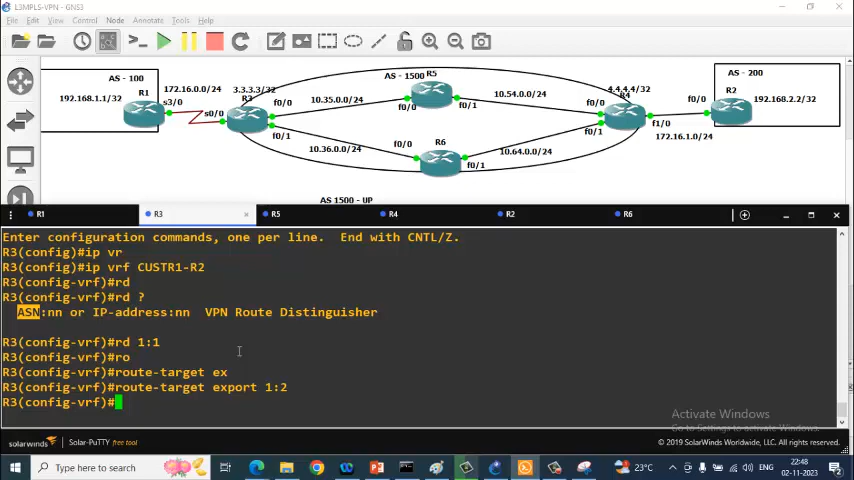 L3MPLS-VPN - GNS3
File Edit View Control Node Annotate Tools Help
AS - 100
192.168.1.1/32
R1
s3/0
172.16.0.0/24
s0/0
3.3.3.3/32
f0/0
f0/1
10.35.0.0/24
10.36.0.0/24
AS - 1500
R5
f0/0
f0/1
10.54.0.0/24
f0/0
R6
f0/1
10.64.0.0/24
4.4.4.4/32
f0/0
f0/1
f1/0
172.16.1.0/24
AS - 200
f0/0
R2
192.168.2.2/32
AS 1500 - UP
R1
R3
R5
R4
R2
R6
Enter configuration commands, one per line. End with CNTL/Z.
R3(config)#ip vr
R3(config)#ip vrf CUSTR1-R2
R3(config-vrf)#rd
R3(config-vrf)#rd ?
ASN:nn or IP-address:nn VPN Route Distinguisher
R3(config-vrf)#rd 1:1
R3(config-vrf)#ro
R3(config-vrf)#route-target ex
R3(config-vrf)#route-target export 1:2
R3(config-vrf)#
Activate Windows
Go to Settings to activate Windows.
solarwinds Solar-PuTTY free tool
© 2019 SolarWinds Worldwide, LLC. All rights reserved.
Type here to search
23°C
ENG
22:48
02-11-2023